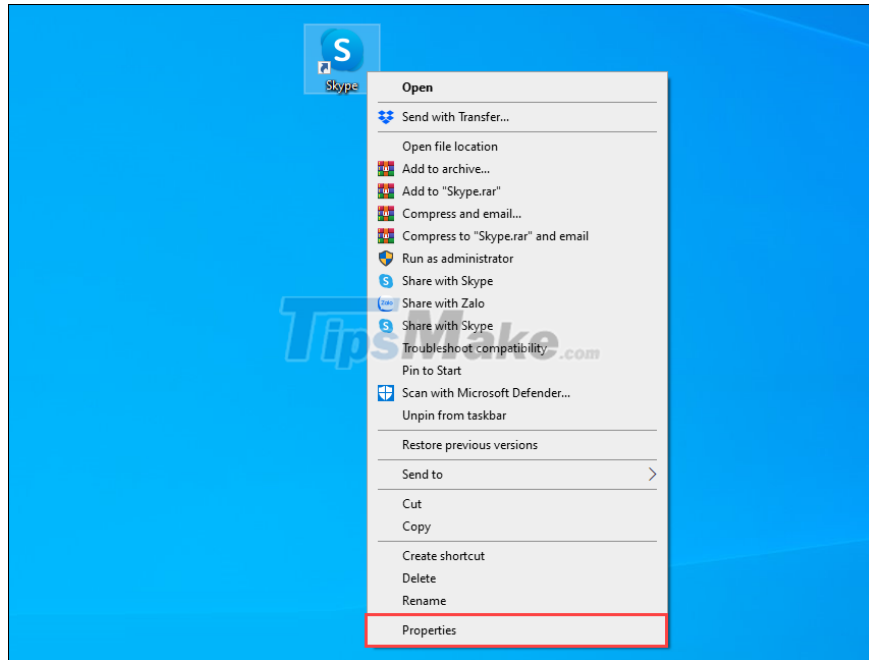 S
Skype
Open
Send with Transfer...
Open file location
Add to archive...
Add to "Skype.rar"
Compress and email...
Compress to "Skype.rar" and email
Run as administrator
S Share with Skype
Zalo Share with Zalo
S Share with Skype
TipsMake.com
Troubleshoot compatibility
Pin to Start
Scan with Microsoft Defender...
Unpin from taskbar
Restore previous versions
Send to
Cut
Copy
Create shortcut
Delete
Rename
Properties